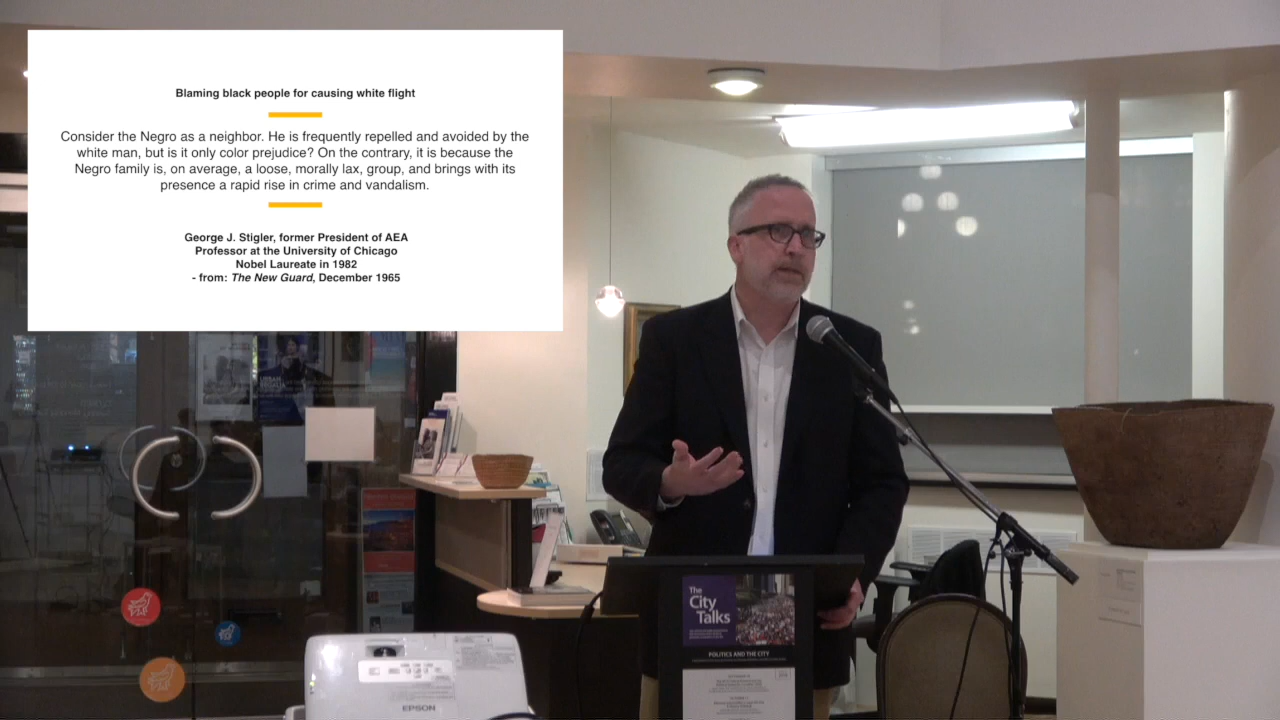 Blaming black people for causing white flight
Consider the Negro as a neighbor. He is frequently repelled and avoided by the
white man, but is it only color prejudice? On the contrary, it is because the
Negro family is, on average, a loose, morally lax, group, and brings with its
presence a rapid rise in crime and vandalism.
George J. Stigler, former President of AEA
Professor at the University of Chicago
Nobel Laureate in 1982
- from: The New Guard, December 1965
The
City
Talks
POLITICS AND THE CITY
EPSON